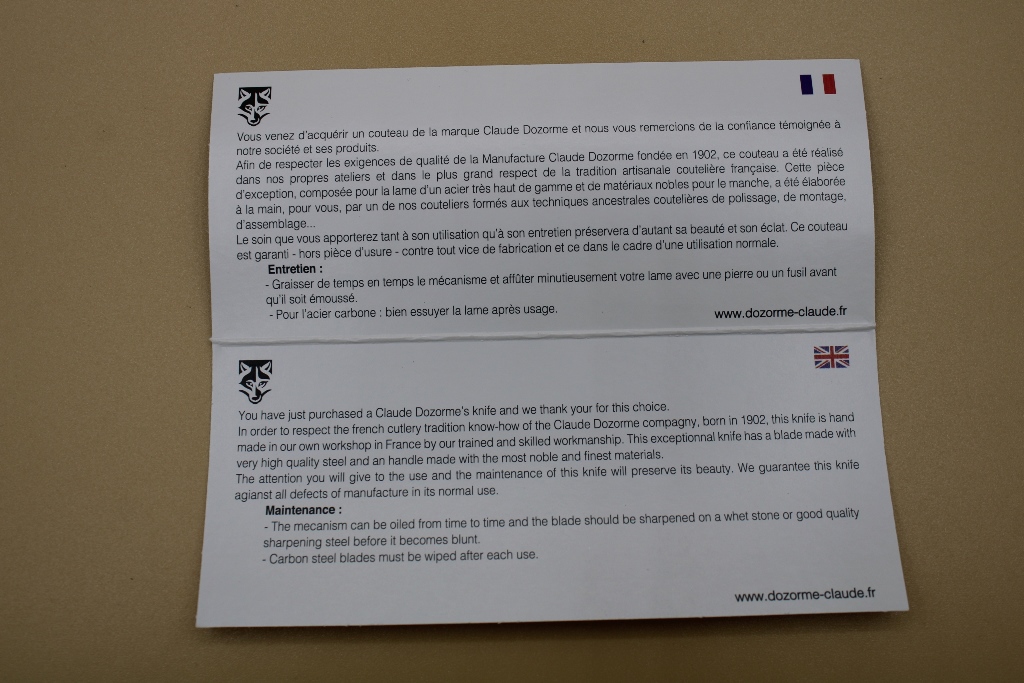 Vous venez d'acquérir un couteau de la marque Claude Dozorme et nous vous remercions de la confiance témoignée à
notre société et ses produits.
Afin de respecter les exigences de qualité de la Manufacture Claude Dozorme fondée en 1902, ce couteau a été réalisé
dans nos propres ateliers et dans le plus grand respect de la tradition artisanale coutelière française. Cette pièce
d'exception, composée pour la lame d'un acier très haut de gamme et de matériaux nobles pour le manche, a été élaborée
à la main, pour vous, par un de nos couteliers formés aux techniques ancestrales coutelières de polissage, de montage,
d'assemblage...
Le soin que vous apporterez tant à son utilisation qu'à son entretien préservera d'autant sa beauté et son éclat. Ce couteau
est garanti - hors pièce d'usure - contre tout vice de fabrication et ce dans le cadre d'une utilisation normale.
Entretien :
- Graisser de temps en temps le mécanisme et affûter minutieusement votre lame avec une pierre ou un fusil avant
qu'il soit émoussé.
- Pour l'acier carbone : bien essuyer la lame après usage.
www.dozorme-claude.fr
You have just purchased a Claude Dozorme's knife and we thank your for this choice.
In order to respect the french cutlery tradition know-how of the Claude Dozorme compagny, born in 1902, this knife is hand
made in our own workshop in France by our trained and skilled workmanship. This exceptionnal knife has a blade made with
very high quality steel and an handle made with the most noble and finest materials.
The attention you will give to the use and the maintenance of this knife will preserve its beauty. We guarantee this knife
agianst all defects of manufacture in its normal use.
Maintenance :
- The mecanism can be oiled from time to time and the blade should be sharpened on a whet stone or good quality
sharpening steel before it becomes blunt.
- Carbon steel blades must be wiped after each use.
www.dozorme-claude.fr